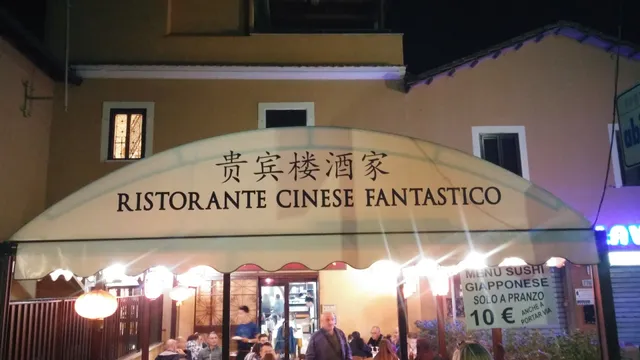 贵宾楼酒家
RISTORANTE CINESE FANTASTICO
MENU SUSHI
GIAPPONESE
SOLO A PRANZO
10 € ANCHE A
PORTAR VIA